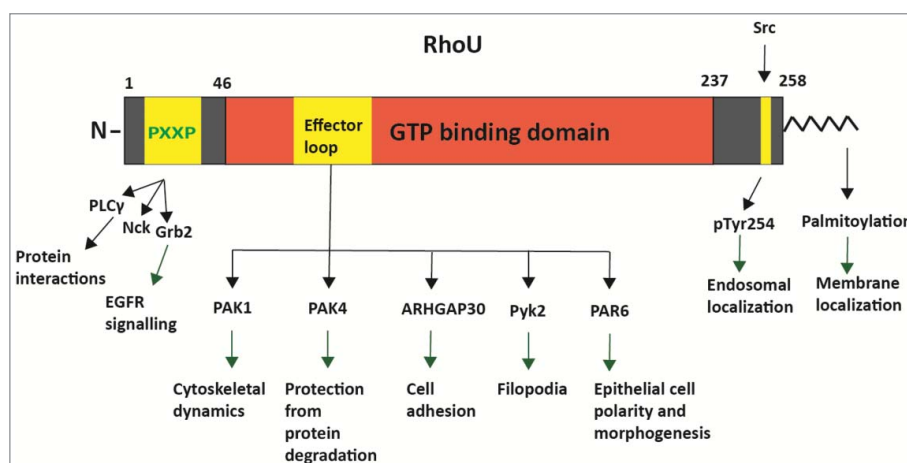 RhoU
Src
1
46
237
258
N–
PXXP
Effector
loop
GTP binding domain
PLCγ
Nck
Grb2
Protein
interactions
EGFR
signalling
PAK1
PAK4
ARHGAP30
Pyk2
PAR6
Cytoskeletal
dynamics
Protection
from
protein
degradation
Cell
adhesion
Filopodia
Epithelial cell
polarity and
morphogenesis
pTyr254
Endosomal
localization
Palmitoylation
Membrane
localization